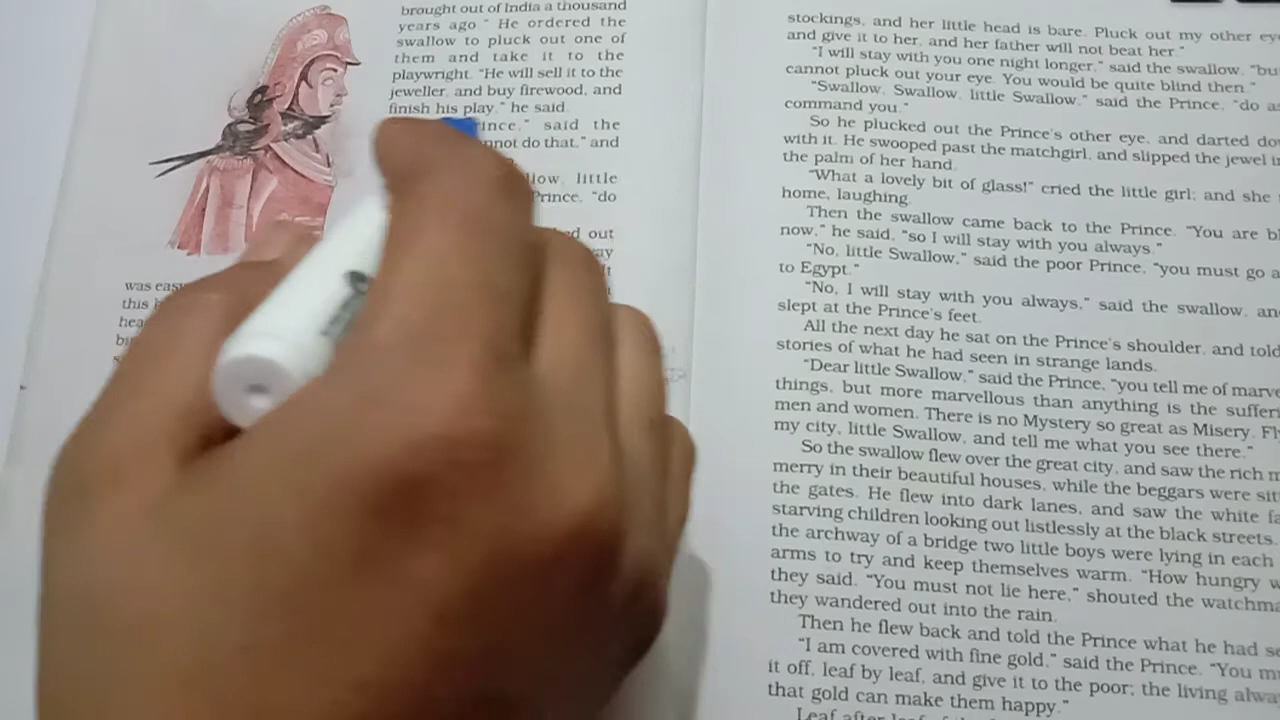 brought out of India a thousand
years ago." He ordered the
swallow to pluck out one of
them and take it to the
playwright. "He will sell it to the
jeweller, and buy firewood, and
finish his play," he said.
said the
do that," and
little
Prince, "do
out
was easy
this
stockings, and her little head is bare. Pluck out my other
and give it to her, and her father will not beat her."
"I will stay with you one night longer," said the swallow, "but
cannot pluck out your eye. You would be quite blind then."
"Swallow, Swallow, little Swallow," said the Prince, "do
command you."
So he plucked out the Prince's other eye, and darted
with it. He swooped past the matchgirl, and slipped the jewel
the palm of her hand.
"What a lovely bit of glass!" cried the little girl; and she
home, laughing.
Then the swallow came back to the Prince. "You are
now," he said, "so I will stay with you always."
"No, little Swallow," said the poor Prince, "you must go
to Egypt."
"No, I will stay with you always," said the swallow, and
slept at the Prince's feet.
All the next day he sat on the Prince's shoulder, and told
stories of what he had seen in strange lands.
"Dear little Swallow," said the Prince, "you tell me of
things, but more marvellous than anything is the
men and women. There is no Mystery so great as Misery.
my city, little Swallow, and tell me what you see there."
So the swallow flew over the great city, and saw the rich
merry in their beautiful houses, while the beggars were
the gates. He flew into dark lanes, and saw the white
starving children looking out listlessly at the black streets.
the archway of a bridge two little boys were lying in each
arms to try and keep themselves warm. "How hungry
they said. "You must not lie here," shouted the
they wandered out into the rain.
Then he flew back and told the Prince what he had
"I am covered with fine gold," said the Prince. "You
it off, leaf by leaf, and give it to the poor; the living
that gold can make them happy."
Leaf after leaf of the